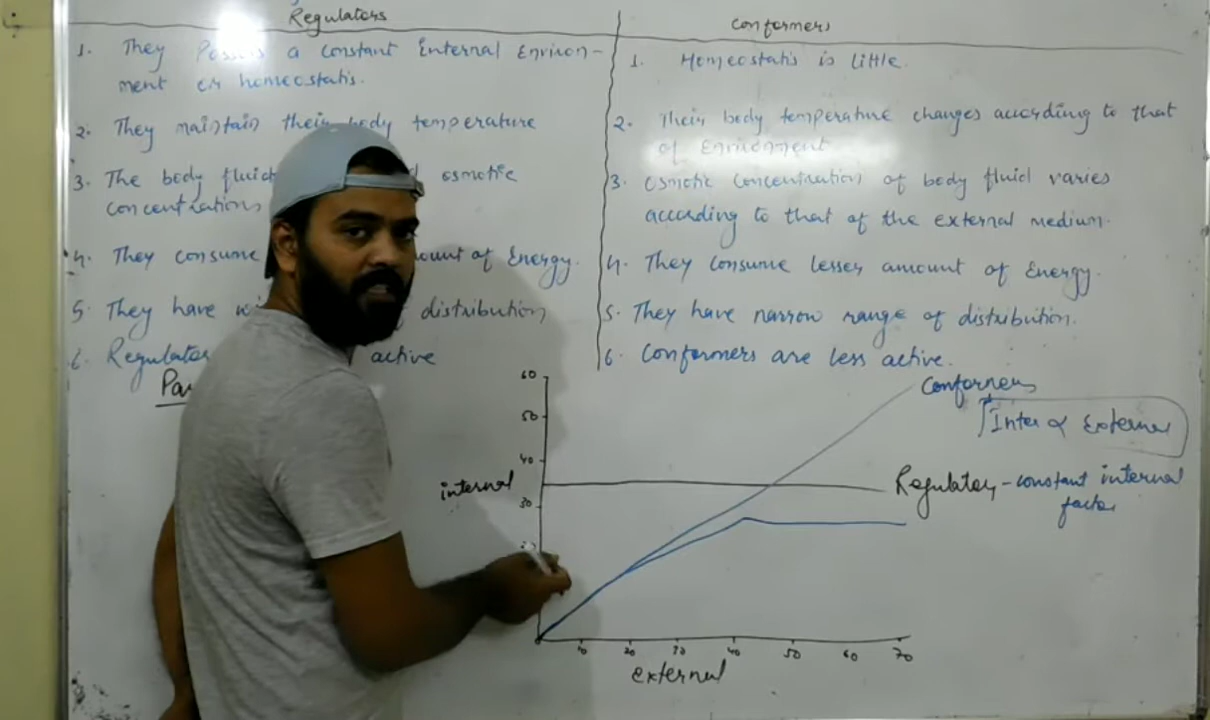 Regulators
1. They Possess a constant Internal Environ-
ment or homeostatis.
2. They maintain their body temperature
3. The body fluid osmotic
concentrations
4. They consume amount of Energy.
5. They have distribution
6. Regulator active
Conformers
1. Homeostatis is little.
2. Their body temperature changes according to that
of Environment
3. Osmotic concentration of body fluid varies
according to that of the external medium.
4. They consume lesser amount of Energy.
5. They have narrow range of distribution.
6. Conformers are less active.
60
50
40
30
internal
10 20 30 40 50 60 70
external
Conformers
Inter ∝ External
Regulator - constant internal
factor